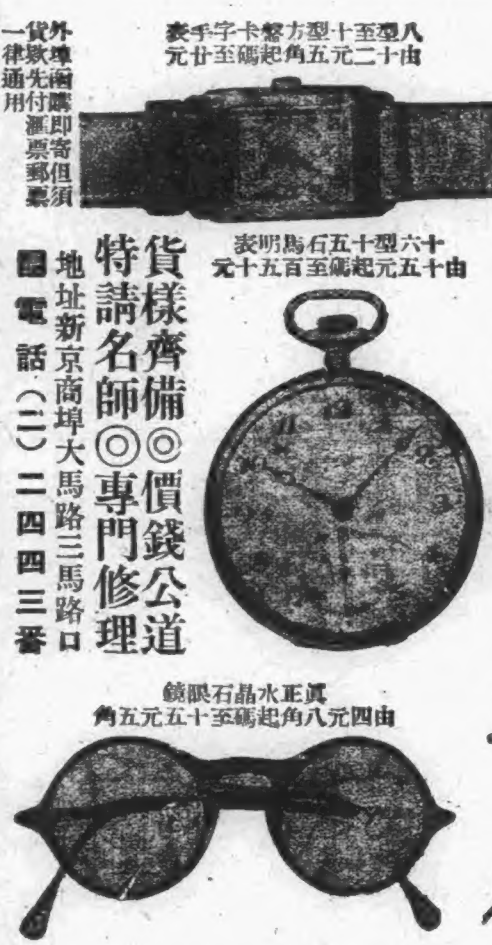 八型至十型方繫卡字手表
由十二元五角起碼至廿元
外埠函購即寄但須
貨欵先付滙票郵票
一律通用
十六型十五石馬明表
由十五元起碼至百五十元
貨樣齊備◎價錢公道
特請名師◎專門修理
地址新京商埠大馬路三馬路口
電話（二）二四四三番
眞正水晶石眼鏡
由四元八角起碼至十五元五角